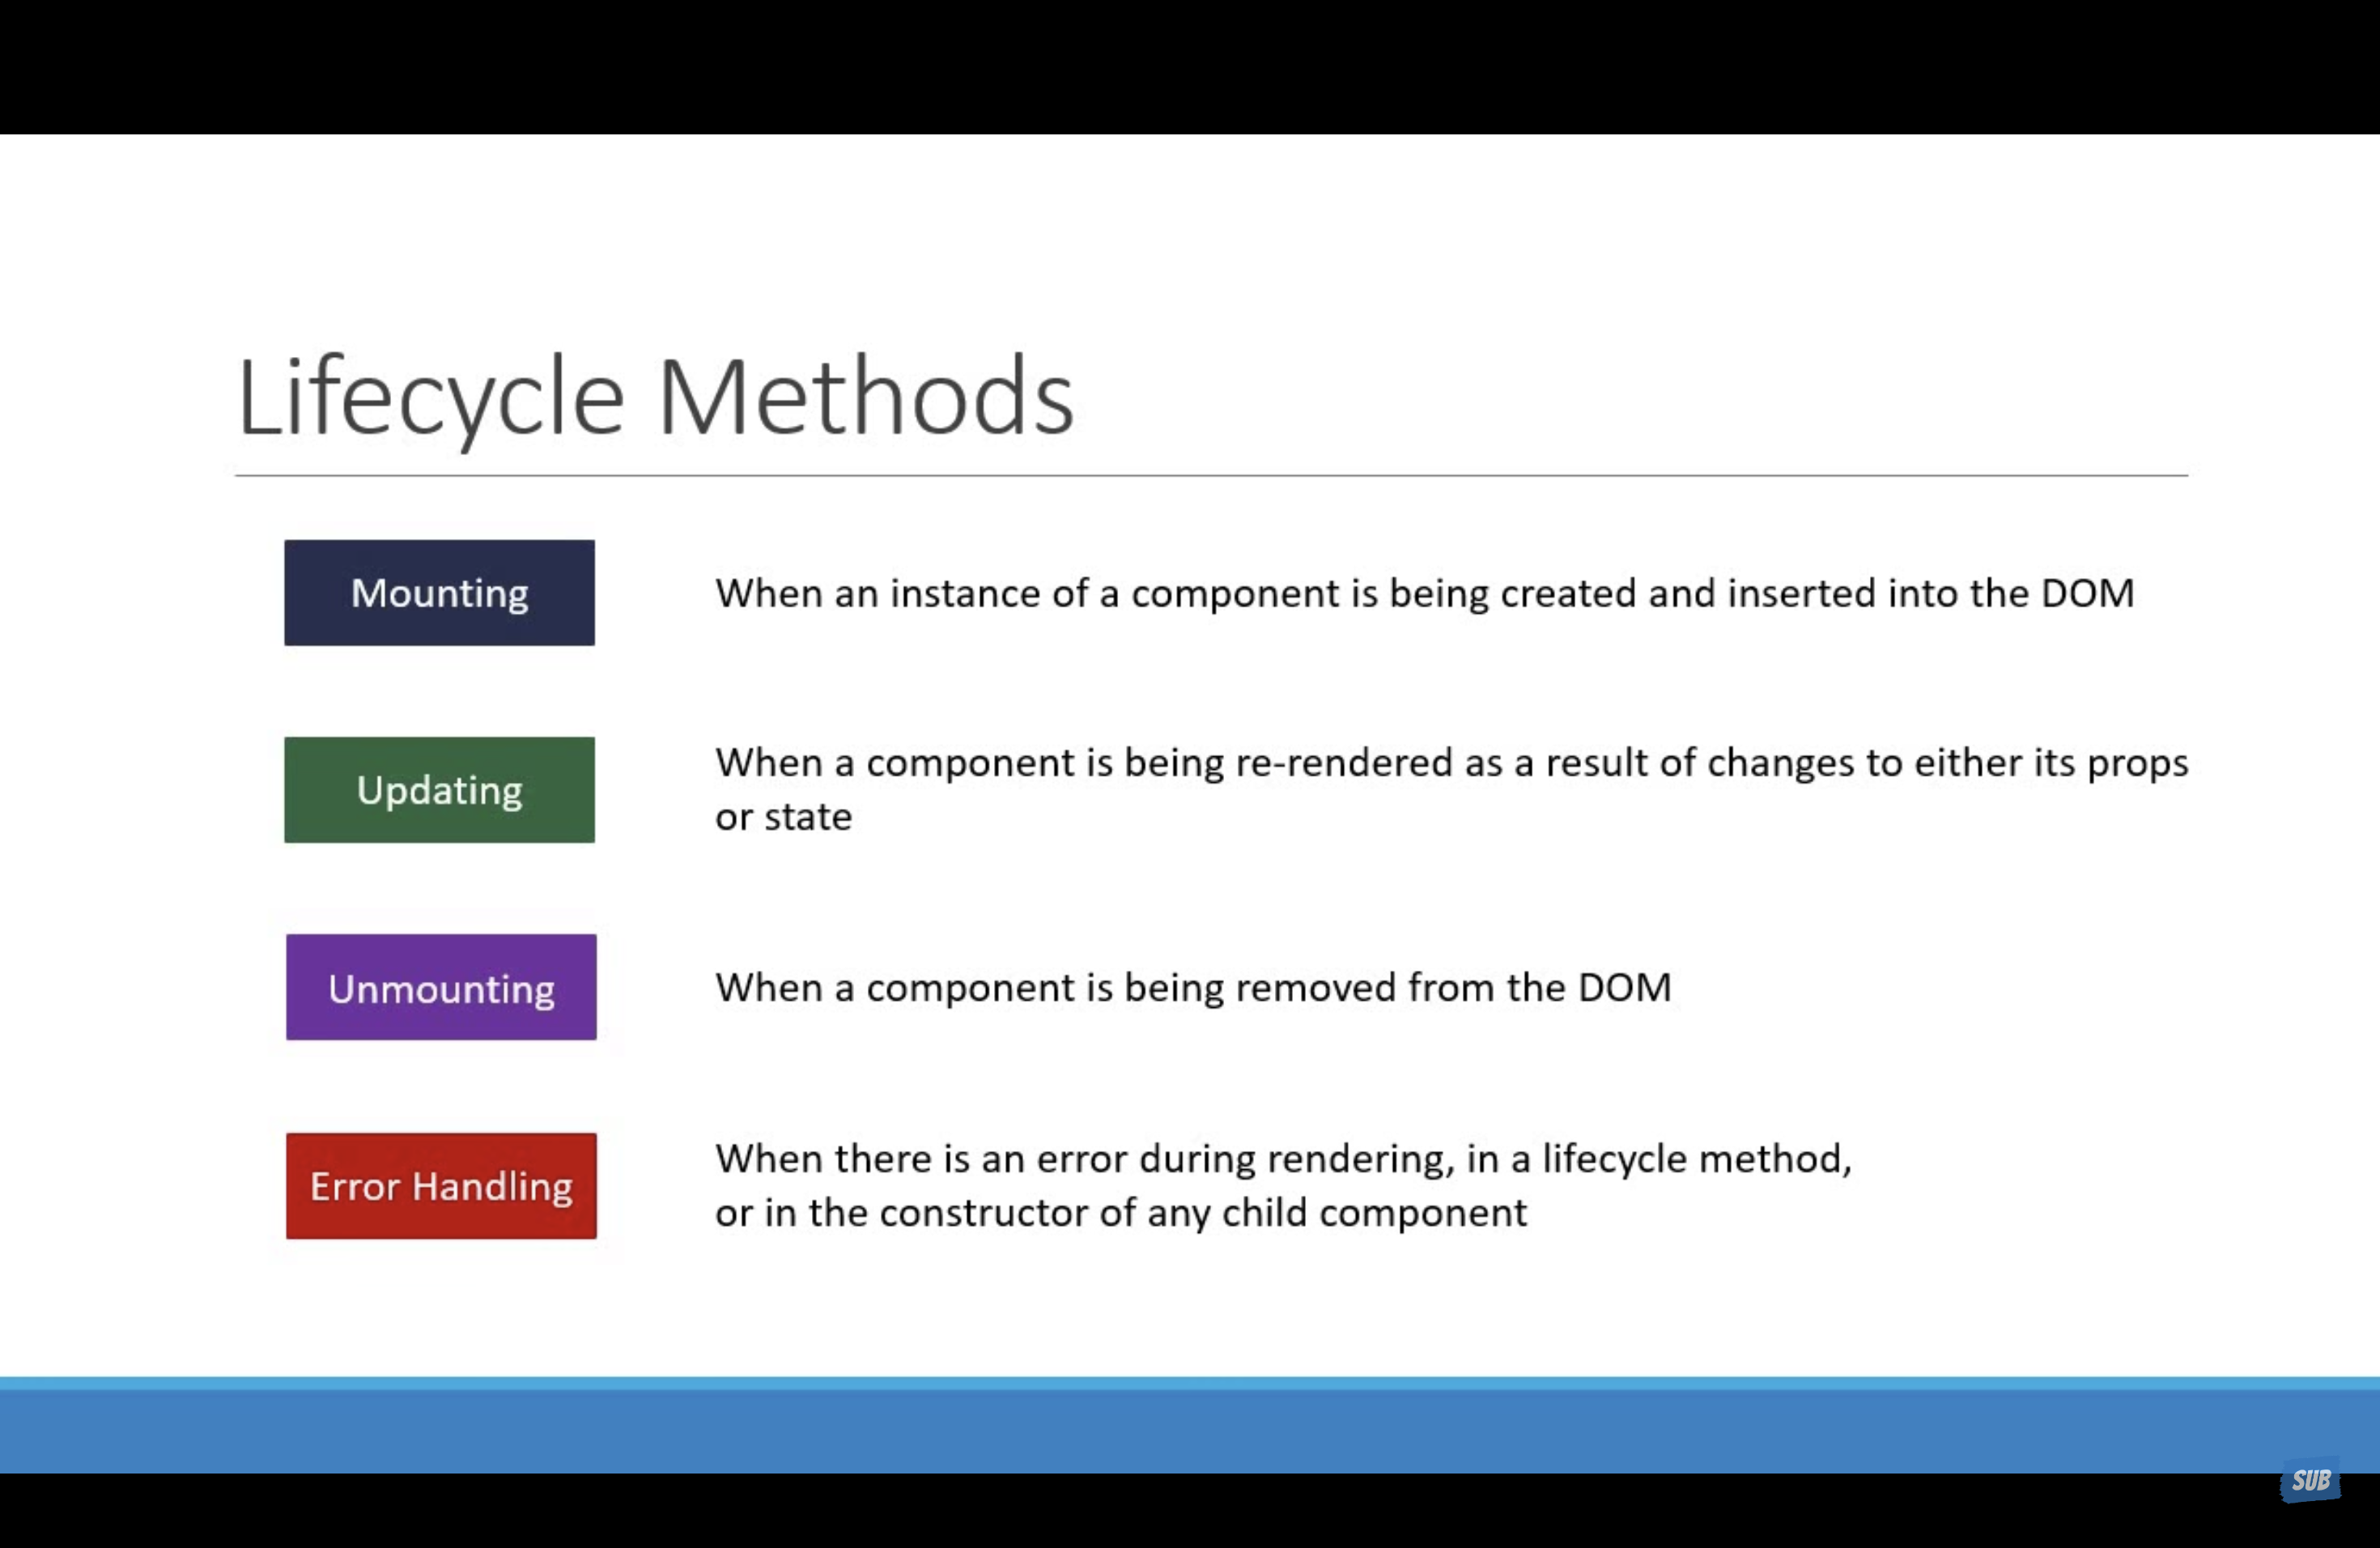 Lifecycle Methods
Mounting
When an instance of a component is being created and inserted into the DOM
Updating
When a component is being re-rendered as a result of changes to either its props
or state
Unmounting
When a component is being removed from the DOM
Error Handling
When there is an error during rendering, in a lifecycle method,
or in the constructor of any child component
SUB